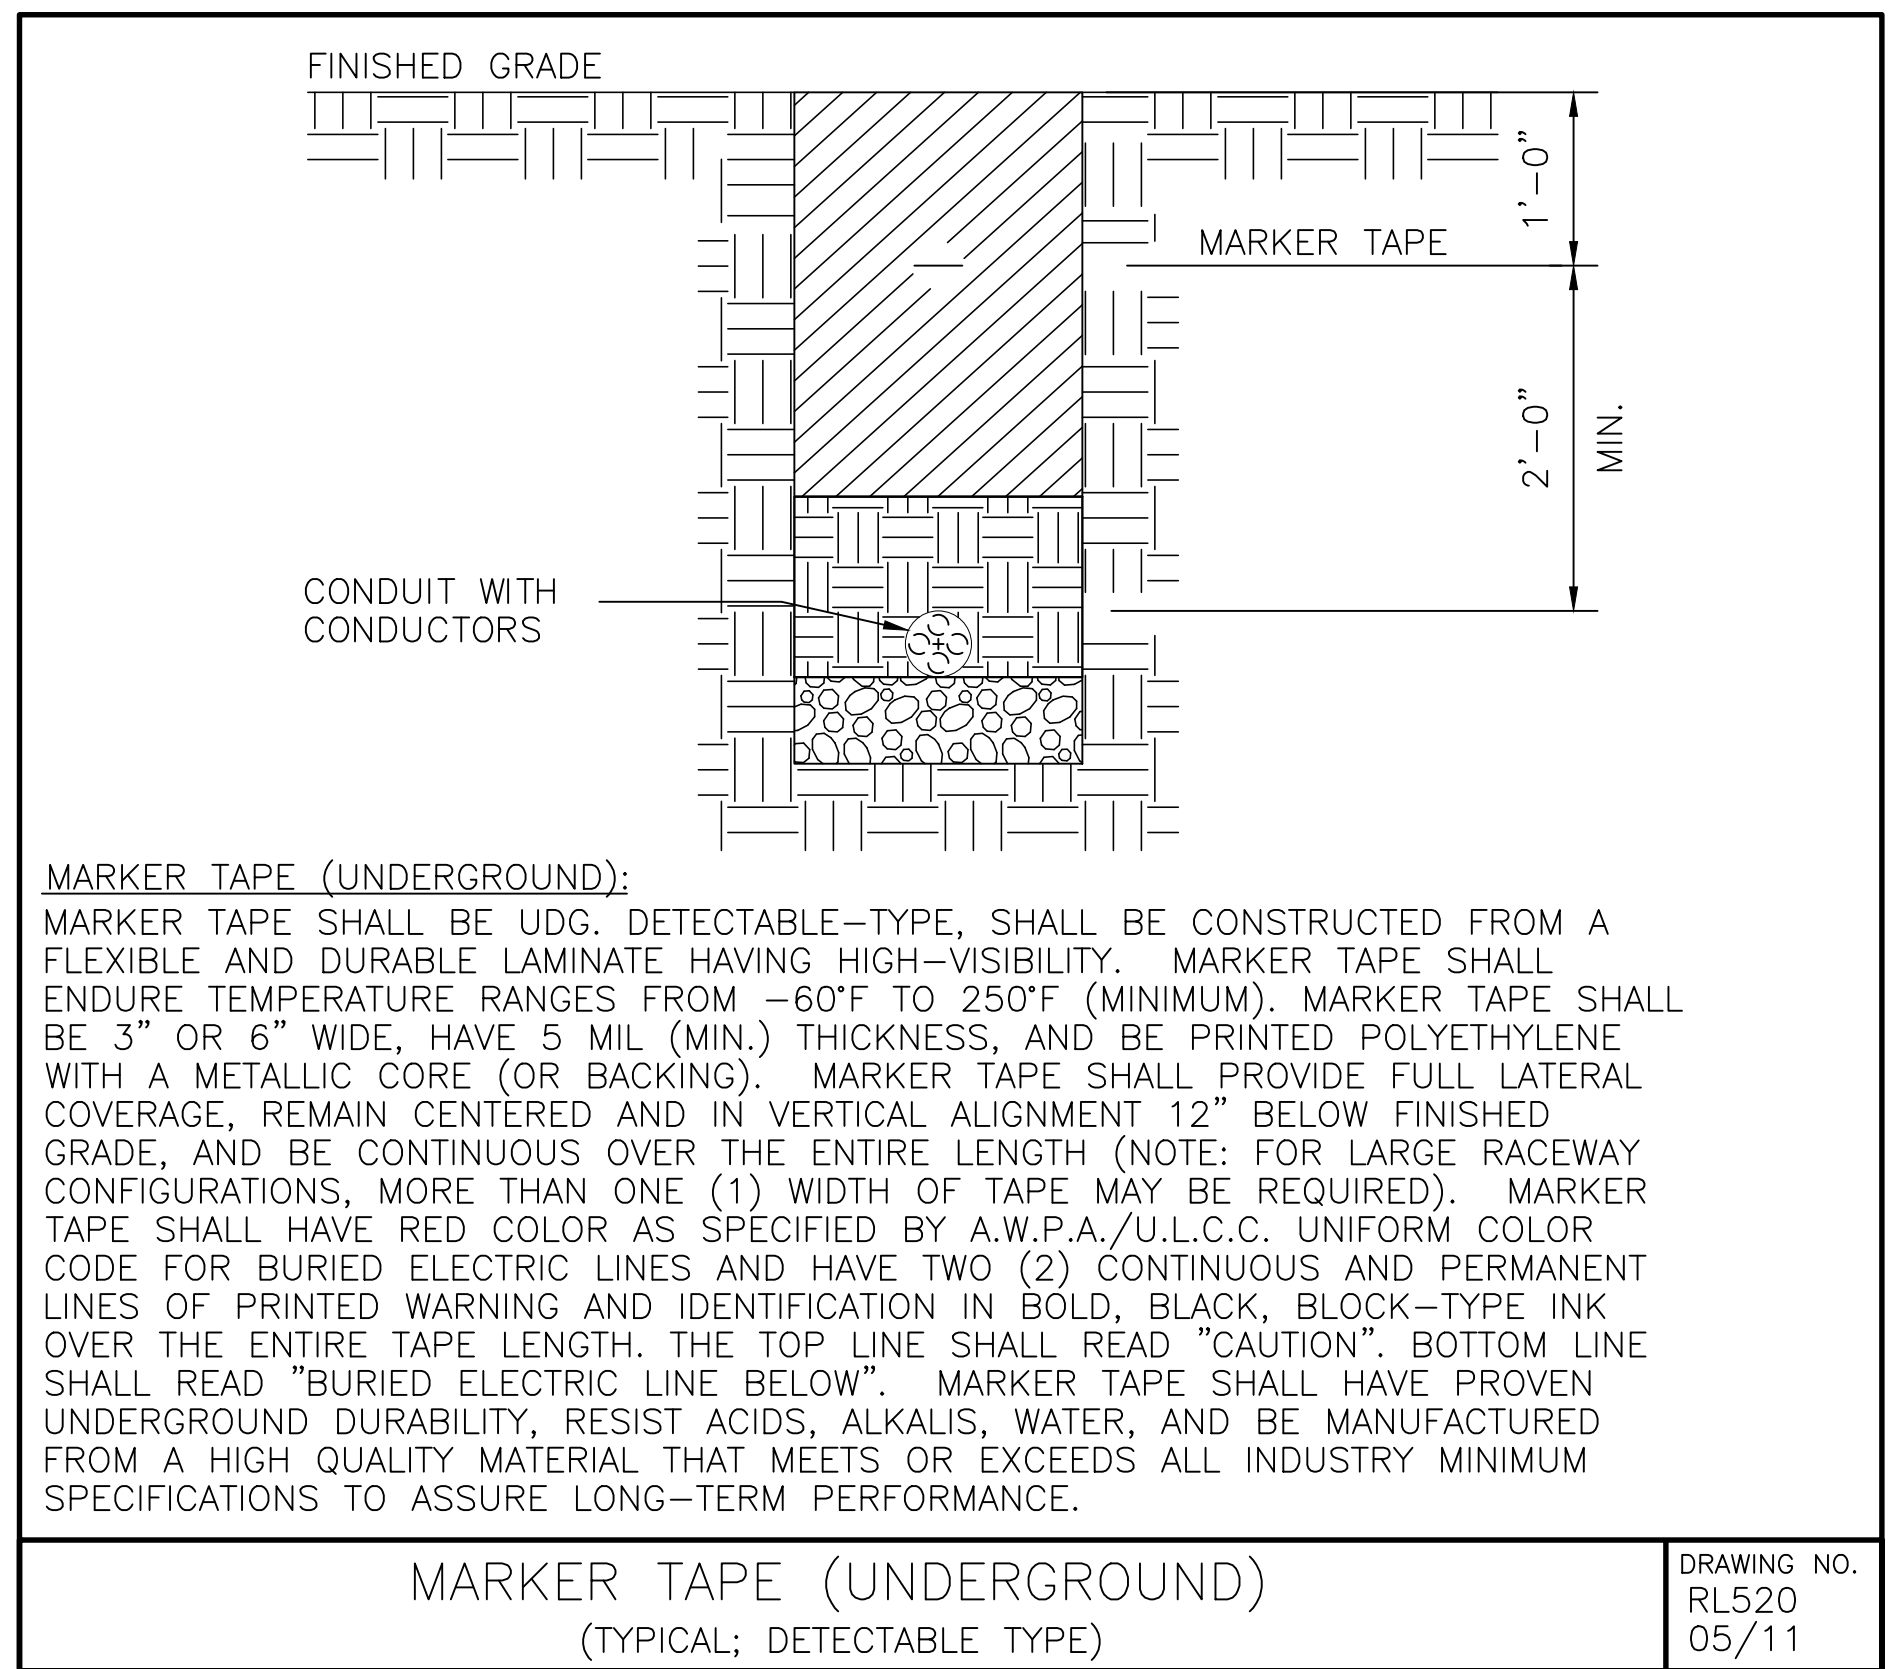 FINISHED GRADE
1'-0"
MARKER TAPE
2'-0"
MIN.
CONDUIT WITH
CONDUCTORS
MARKER TAPE (UNDERGROUND):
MARKER TAPE SHALL BE UDG. DETECTABLE-TYPE, SHALL BE CONSTRUCTED FROM A
FLEXIBLE AND DURABLE LAMINATE HAVING HIGH-VISIBILITY. MARKER TAPE SHALL
ENDURE TEMPERATURE RANGES FROM -60°F TO 250°F (MINIMUM). MARKER TAPE SHALL
BE 3" OR 6" WIDE, HAVE 5 MIL (MIN.) THICKNESS, AND BE PRINTED POLYETHYLENE
WITH A METALLIC CORE (OR BACKING). MARKER TAPE SHALL PROVIDE FULL LATERAL
COVERAGE, REMAIN CENTERED AND IN VERTICAL ALIGNMENT 12" BELOW FINISHED
GRADE, AND BE CONTINUOUS OVER THE ENTIRE LENGTH (NOTE: FOR LARGE RACEWAY
CONFIGURATIONS, MORE THAN ONE (1) WIDTH OF TAPE MAY BE REQUIRED). MARKER
TAPE SHALL HAVE RED COLOR AS SPECIFIED BY A.W.P.A./U.L.C.C. UNIFORM COLOR
CODE FOR BURIED ELECTRIC LINES AND HAVE TWO (2) CONTINUOUS AND PERMANENT
LINES OF PRINTED WARNING AND IDENTIFICATION IN BOLD, BLACK, BLOCK-TYPE INK
OVER THE ENTIRE TAPE LENGTH. THE TOP LINE SHALL READ "CAUTION". BOTTOM LINE
SHALL READ "BURIED ELECTRIC LINE BELOW". MARKER TAPE SHALL HAVE PROVEN
UNDERGROUND DURABILITY, RESIST ACIDS, ALKALIS, WATER, AND BE MANUFACTURED
FROM A HIGH QUALITY MATERIAL THAT MEETS OR EXCEEDS ALL INDUSTRY MINIMUM
SPECIFICATIONS TO ASSURE LONG-TERM PERFORMANCE.
MARKER TAPE (UNDERGROUND)
(TYPICAL; DETECTABLE TYPE)
DRAWING NO.
RL520
05/11